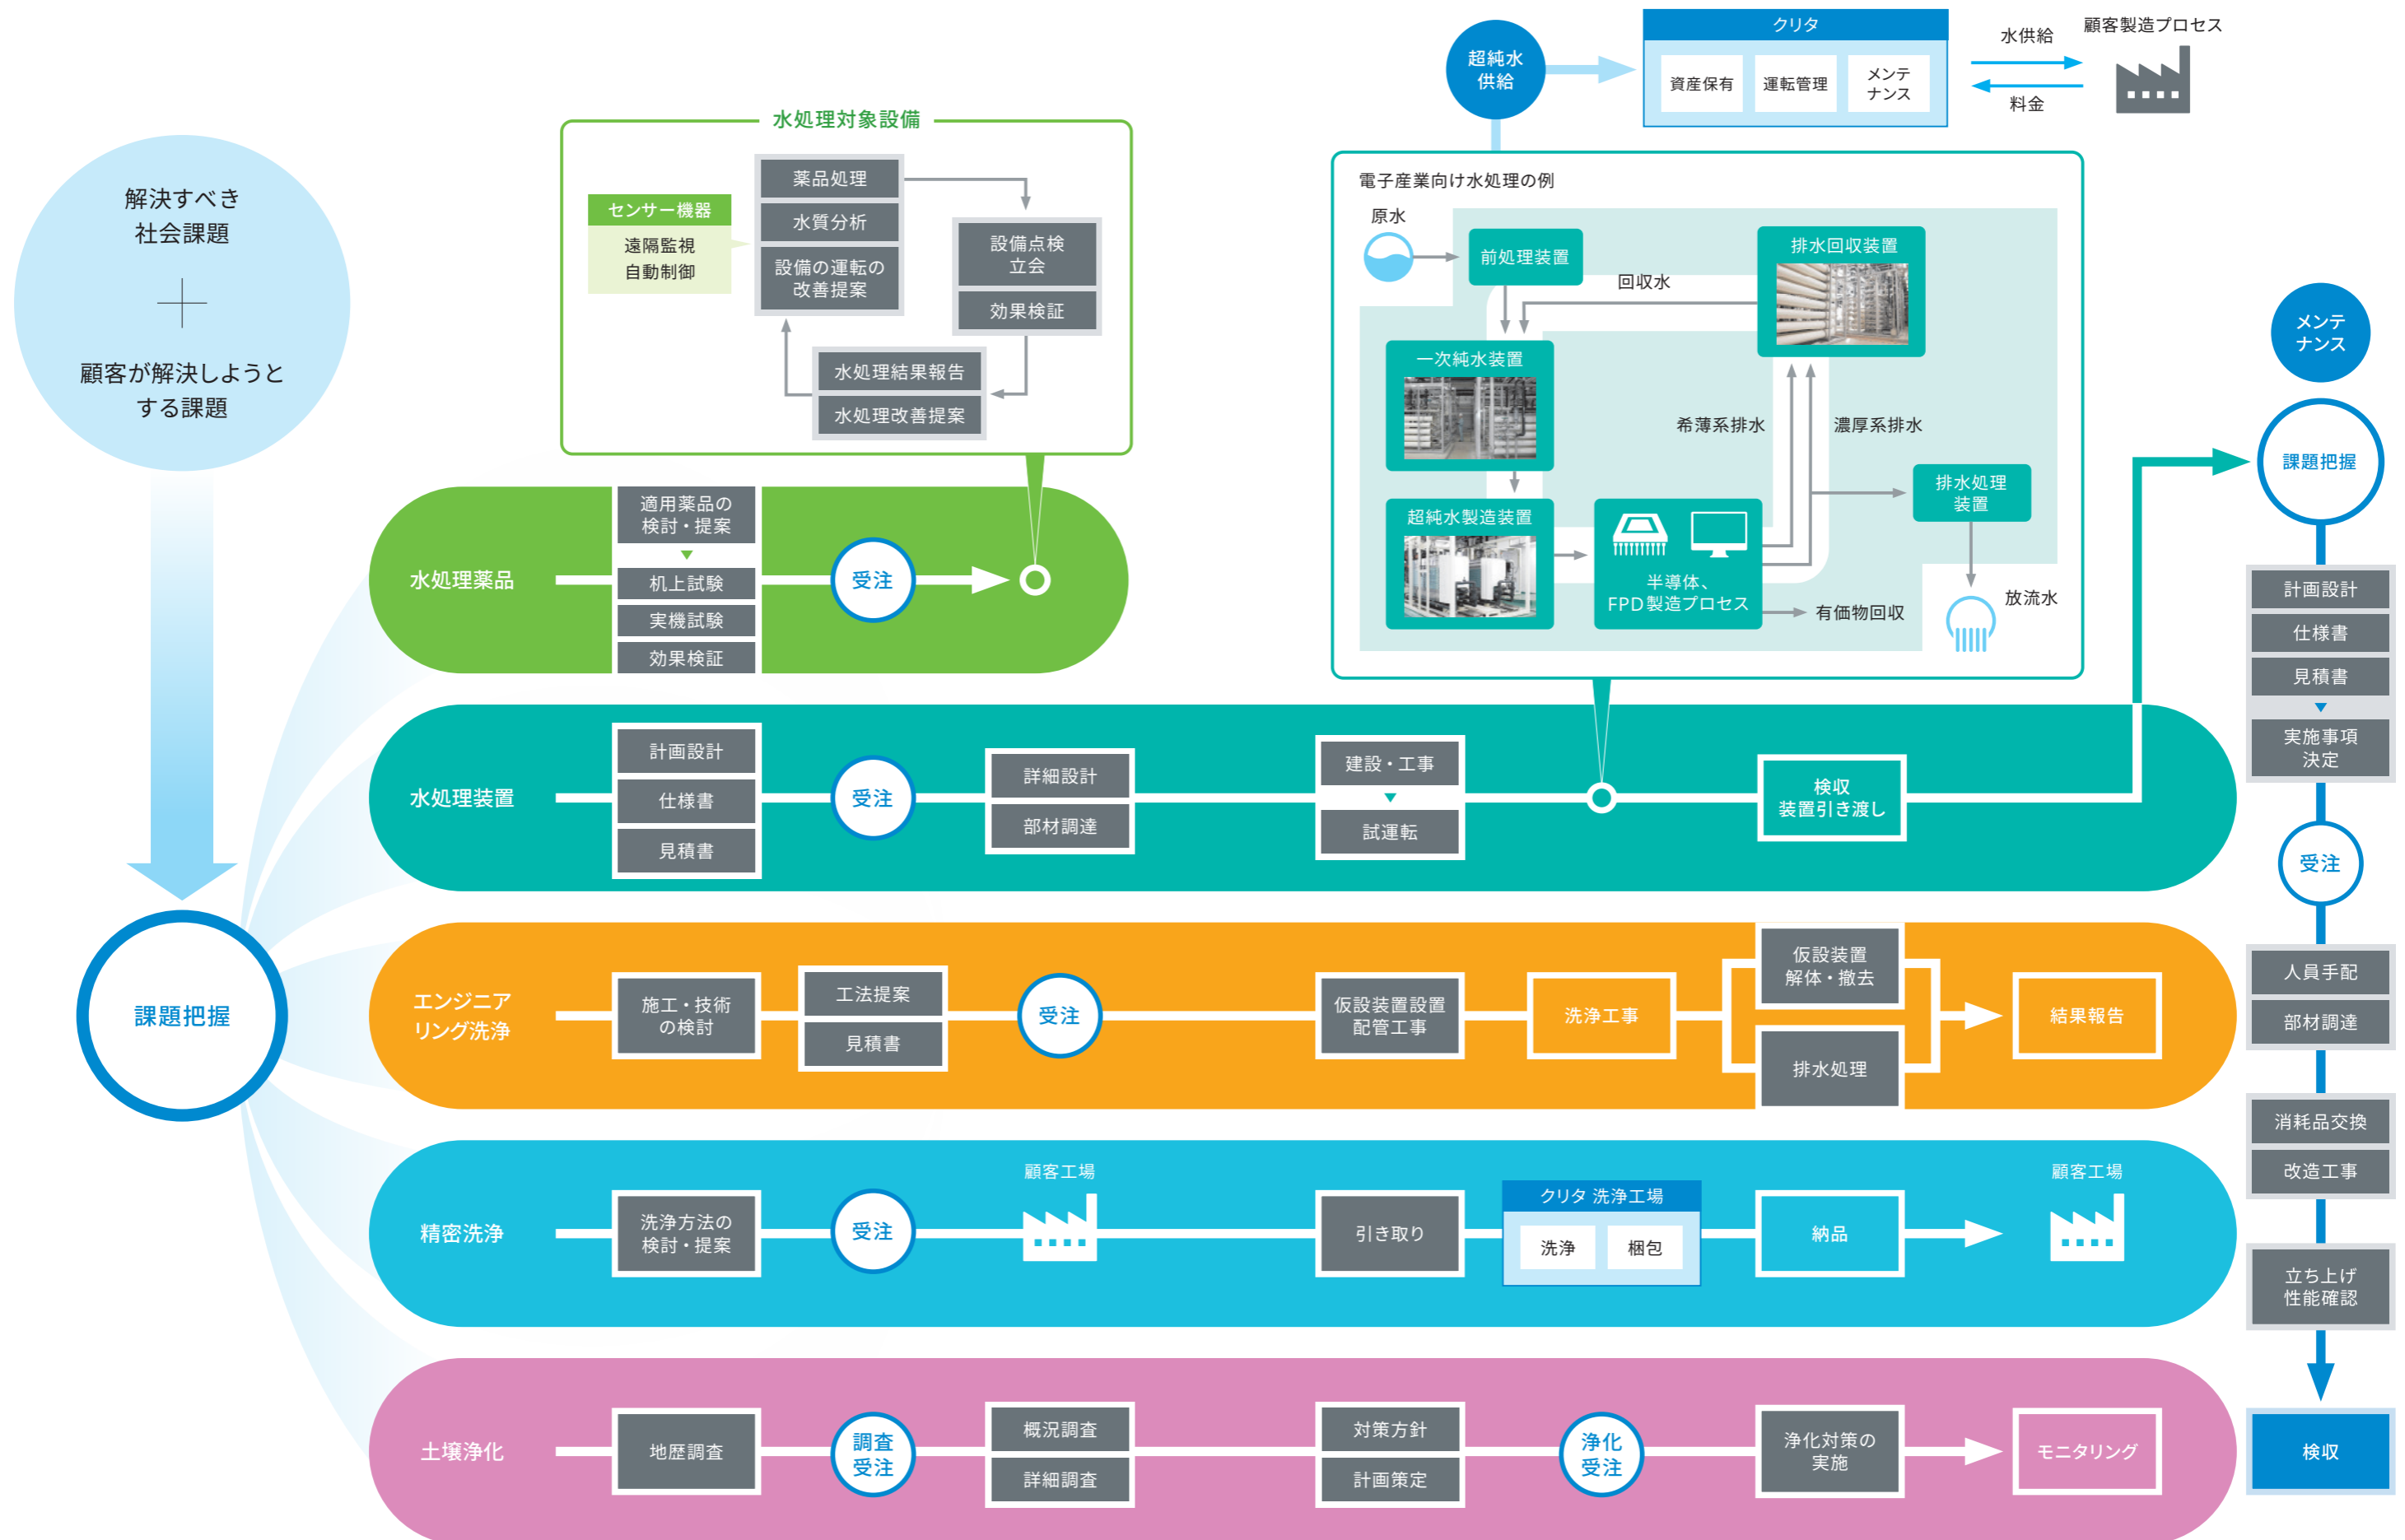 解決すべき
社会課題
顧客が解決しようと
する課題
課題把握
水処理対象設備
センサー機器
遠隔監視
自動制御
薬品処理
水質分析
設備の運転の
改善提案
設備点検
立会
効果検証
水処理結果報告
水処理改善提案
超純水
供給
クリタ
資産保有
運転管理
メンテ
ナンス
水供給
料金
顧客製造プロセス
電子産業向け水処理の例
原水
前処理装置
排水回収装置
回収水
一次純水装置
希薄系排水
濃厚系排水
超純水製造装置
半導体、
FPD製造プロセス
排水処理
装置
有価物回収
放流水
水処理薬品
適用薬品の
検討・提案
机上試験
実機試験
効果検証
受注
水処理装置
計画設計
仕様書
見積書
受注
詳細設計
部材調達
建設・工事
試運転
検収
装置引き渡し
エンジニア
リング洗浄
施工・技術
の検討
工法提案
見積書
受注
仮設装置設置
配管工事
洗浄工事
仮設装置
解体・撤去
排水処理
結果報告
精密洗浄
洗浄方法の
検討・提案
受注
顧客工場
引き取り
クリタ 洗浄工場
洗浄
梱包
納品
顧客工場
土壌浄化
地歴調査
調査
受注
概況調査
詳細調査
対策方針
計画策定
浄化
受注
浄化対策の
実施
モニタリング
メンテ
ナンス
課題把握
計画設計
仕様書
見積書
実施事項
決定
受注
人員手配
部材調達
消耗品交換
改造工事
立ち上げ
性能確認
検収